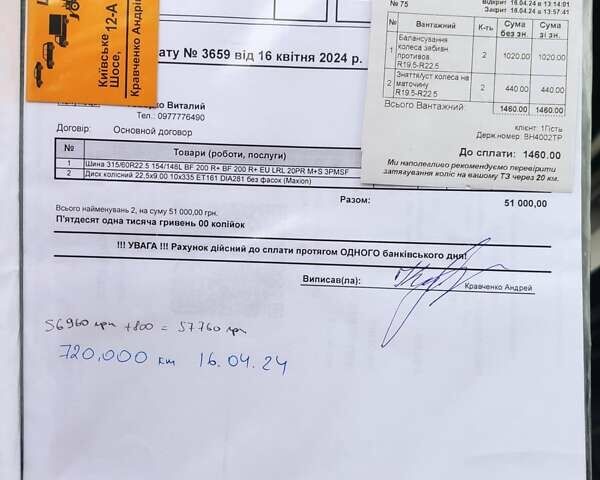 Київське
Шосе, 12-А
Кравченко Андрій
№ 75
Відкрит 16.04.24 в 13:14:01
Закрит 16.04.24 в 13:57:41
№ Вантажний К-ть Сума без зн. Сума зі зн.
1 Балансування колеса забивн. противов. R19.5-R22.5 2 1020.00 1020.00
2 Зняття/уст колеса на маточину R19.5-R22.5 2 440.00 440.00
Всього Вантажний: 1460.00 1460.00
клієнт: 1Гість
Держ.номер: BH4002TP
До сплати: 1460.00
Ми наполегливо рекомендуємо перевірити
затягування коліс на вашому ТЗ через 20 км.
ату № 3659 від 16 квітня 2024 р.
Виталий
Тел.: 0977776490
Договір: Основной договор
№ Товари (роботи, послуги)
1 Шина 315/60R22.5 154/148L BF 200 R+ BF 200 R+ EU LRL 20PR M+S 3PMSF
2 Диск колісний 22.5x9.00 10x335 ET161 DIA281 без фасок (Maxion)
Разом: 51 000,00
Всього найменувань 2, на суму 51 000,00 грн.
П'ятдесят одна тисяча гривень 00 копійок
!!! УВАГА !!! Рахунок дійсний до сплати протягом ОДНОГО банківського дня!
Виписав(ла):
Кравченко Андрей
56960 грн +800 = 57760 грн
720,000 km 16.04.24